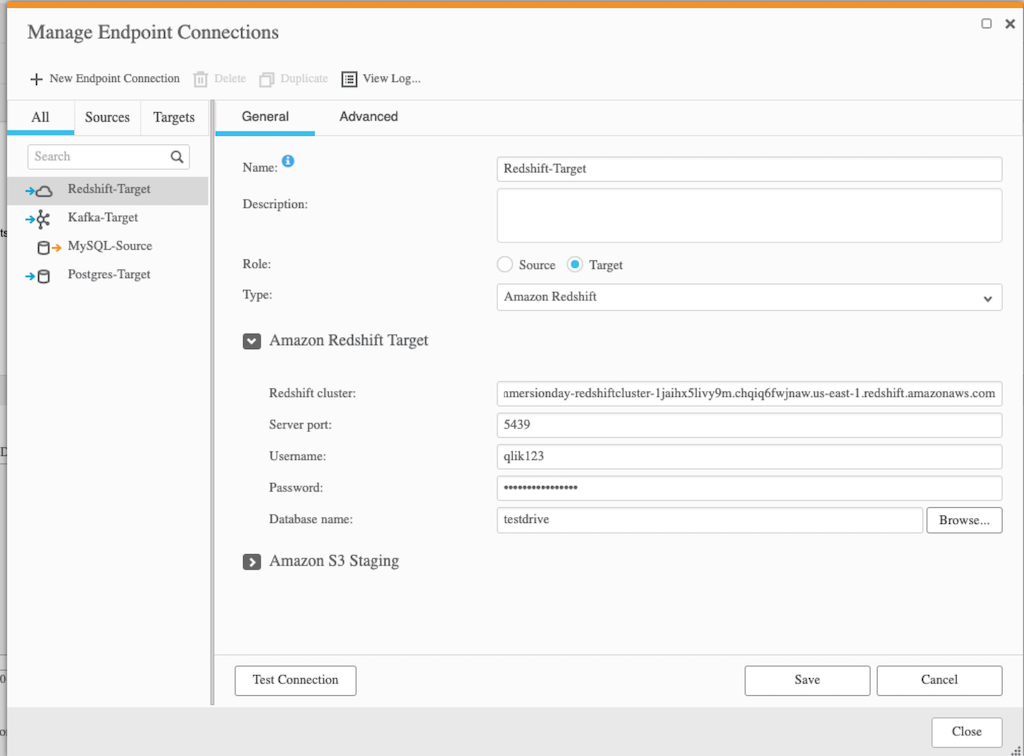 Manage Endpoint Connections
New Endpoint Connection Delete Duplicate View Log...
All Sources Targets
General Advanced
Search
Redshift-Target
Kafka-Target
MySQL-Source
Postgres-Target
Name: Redshift-Target
Description:
Role: Source Target
Type: Amazon Redshift
Amazon Redshift Target
Redshift cluster: mersionday-redshiftcluster-1jaihx5livy9m.chqiq6fwjnaw.us-east-1.redshift.amazonaws.com
Server port: 5439
Username: qlik123
Password: ••••••••••••••••
Database name: testdrive Browse...
Amazon S3 Staging
Test Connection Save Cancel
Close